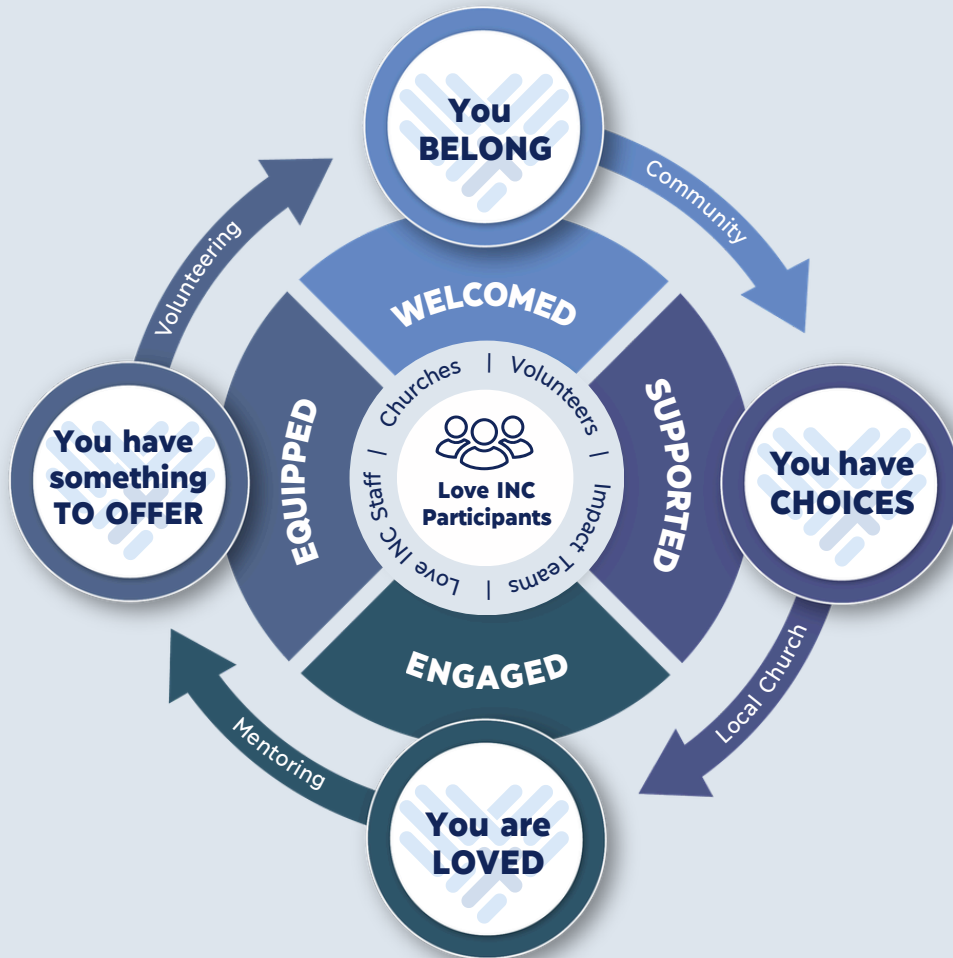 You
BELONG
Community
Volunteering
WELCOMED
Churches | Volunteers | Impact Teams | Love INC Staff |
SUPPORTED
EQUIPPED
You have
something
TO OFFER
Love INC
Participants
You have
CHOICES
ENGAGED
Local Church
Mentoring
You are
LOVED